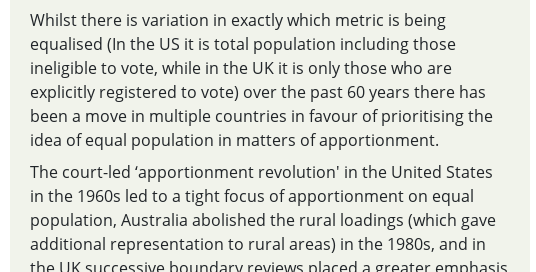 Whilst there is variation in exactly which metric is being
equalised (In the US it is total population including those
ineligible to vote, while in the UK it is only those who are
explicitly registered to vote) over the past 60 years there has
been a move in multiple countries in favour of prioritising the
idea of equal population in matters of apportionment.
The court-led ‘apportionment revolution' in the United States
in the 1960s led to a tight focus of apportionment on equal
population, Australia abolished the rural loadings (which gave
additional representation to rural areas) in the 1980s, and in
the UK successive boundary reviews placed a greater emphasis